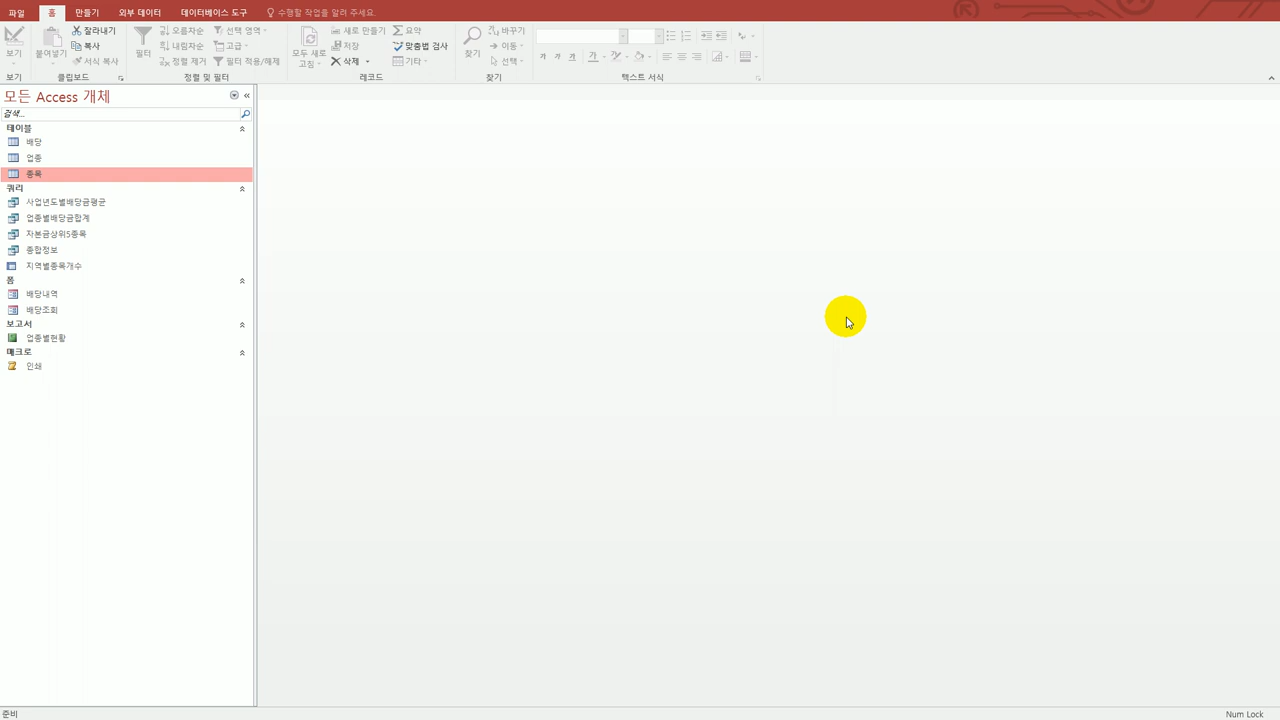 파일 홈 만들기 외부 데이터 데이터베이스 도구 수행할 작업을 알려 주세요.
보기
보기
붙여넣기
잘라내기
복사
서식 복사
클립보드
필터
오름차순
내림차순
정렬 제거
선택 영역
고급
필터 적용/해제
정렬 및 필터
모두 새로
고침
새로 만들기
저장
삭제
요약
맞춤법 검사
기타
레코드
찾기
바꾸기
이동
선택
찾기
가 가 가 가
텍스트 서식
모든 Access 개체
검색...
테이블
배당
업종
종목
쿼리
사업년도별배당금평균
업종별배당금합계
자본금상위5종목
종합정보
지역별종목개수
폼
배당내역
배당조회
보고서
업종별현황
매크로
인쇄
준비
Num Lock